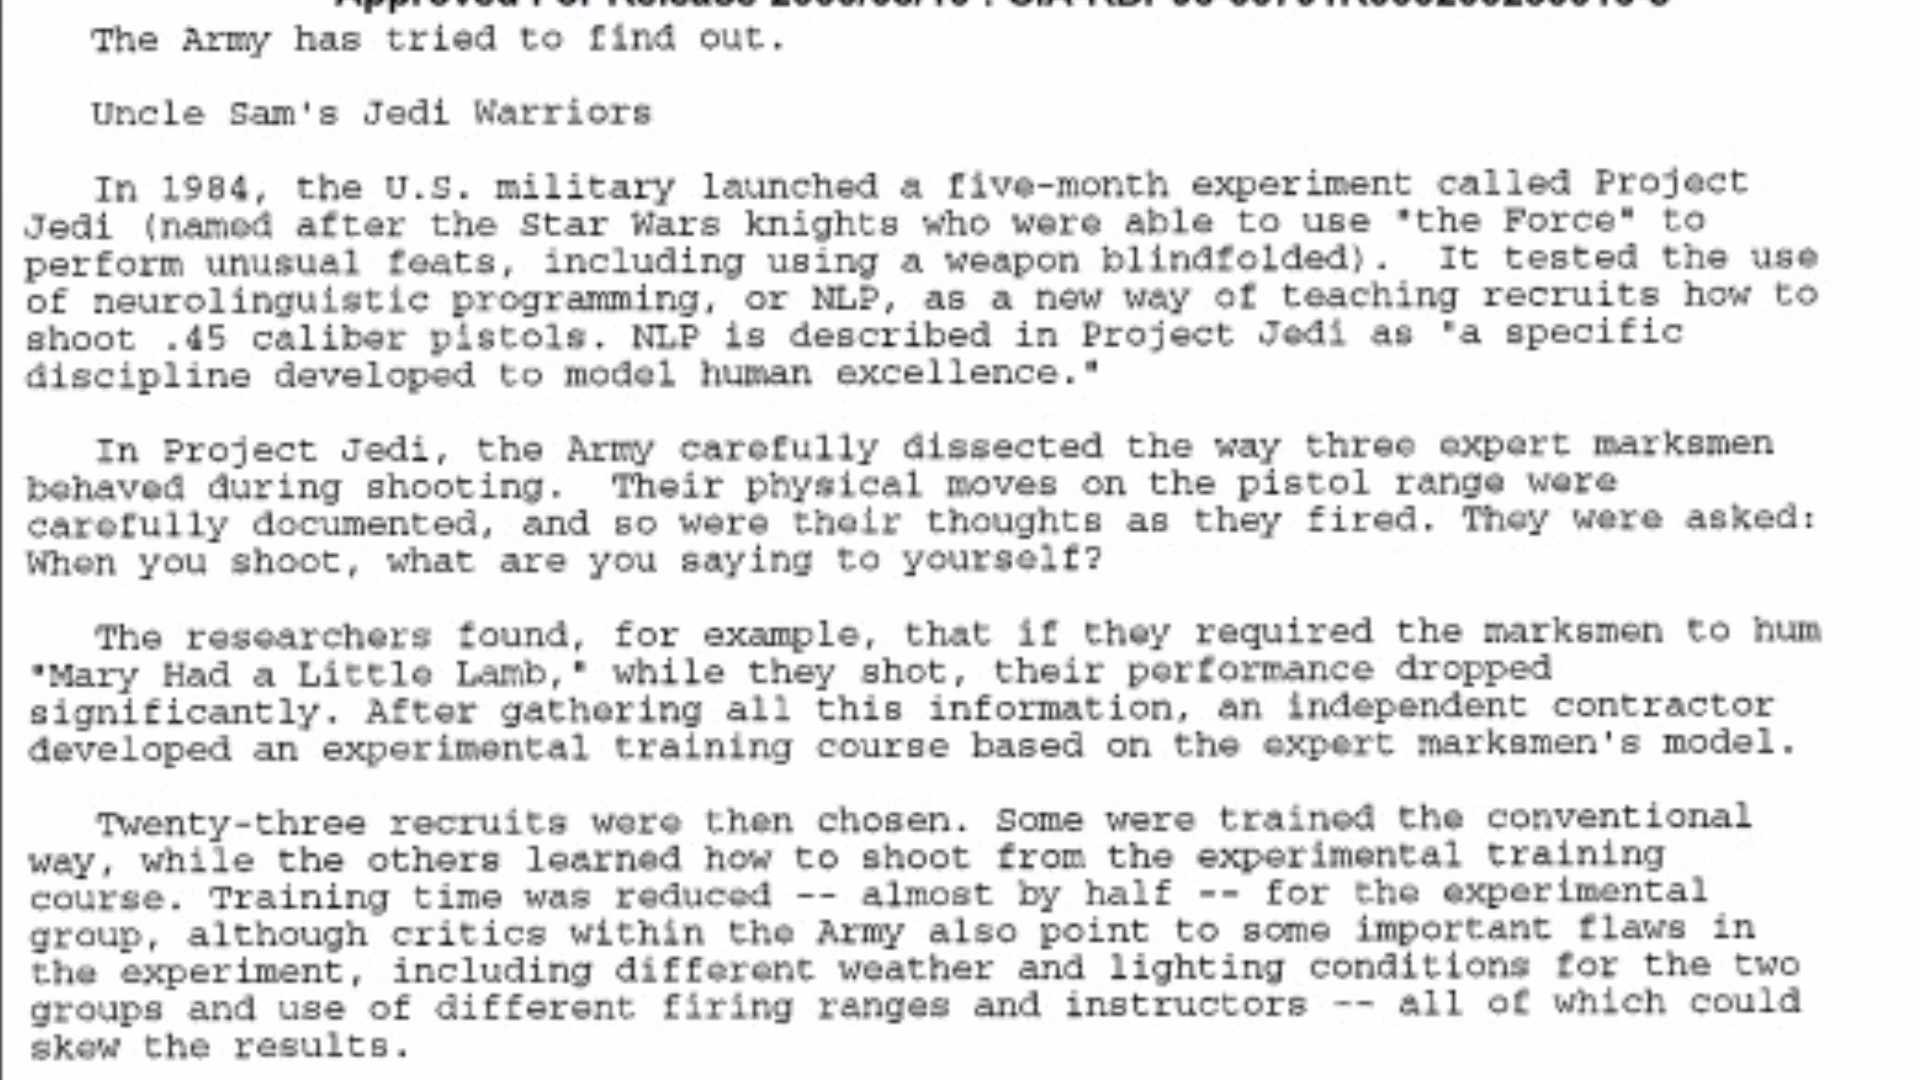 The Army has tried to find out.
Uncle Sam's Jedi Warriors
In 1984, the U.S. military launched a five-month experiment called Project
Jedi (named after the Star Wars knights who were able to use "the Force" to
perform unusual feats, including using a weapon blindfolded). It tested the use
of neurolinguistic programming, or NLP, as a new way of teaching recruits how to
shoot .45 caliber pistols. NLP is described in Project Jedi as "a specific
discipline developed to model human excellence."
In Project Jedi, the Army carefully dissected the way three expert marksmen
behaved during shooting. Their physical moves on the pistol range were
carefully documented, and so were their thoughts as they fired. They were asked:
When you shoot, what are you saying to yourself?
The researchers found, for example, that if they required the marksmen to hum
"Mary Had a Little Lamb," while they shot, their performance dropped
significantly. After gathering all this information, an independent contractor
developed an experimental training course based on the expert marksmen's model.
Twenty-three recruits were then chosen. Some were trained the conventional
way, while the others learned how to shoot from the experimental training
course. Training time was reduced -- almost by half -- for the experimental
group, although critics within the Army also point to some important flaws in
the experiment, including different weather and lighting conditions for the two
groups and use of different firing ranges and instructors -- all of which could
skew the results.